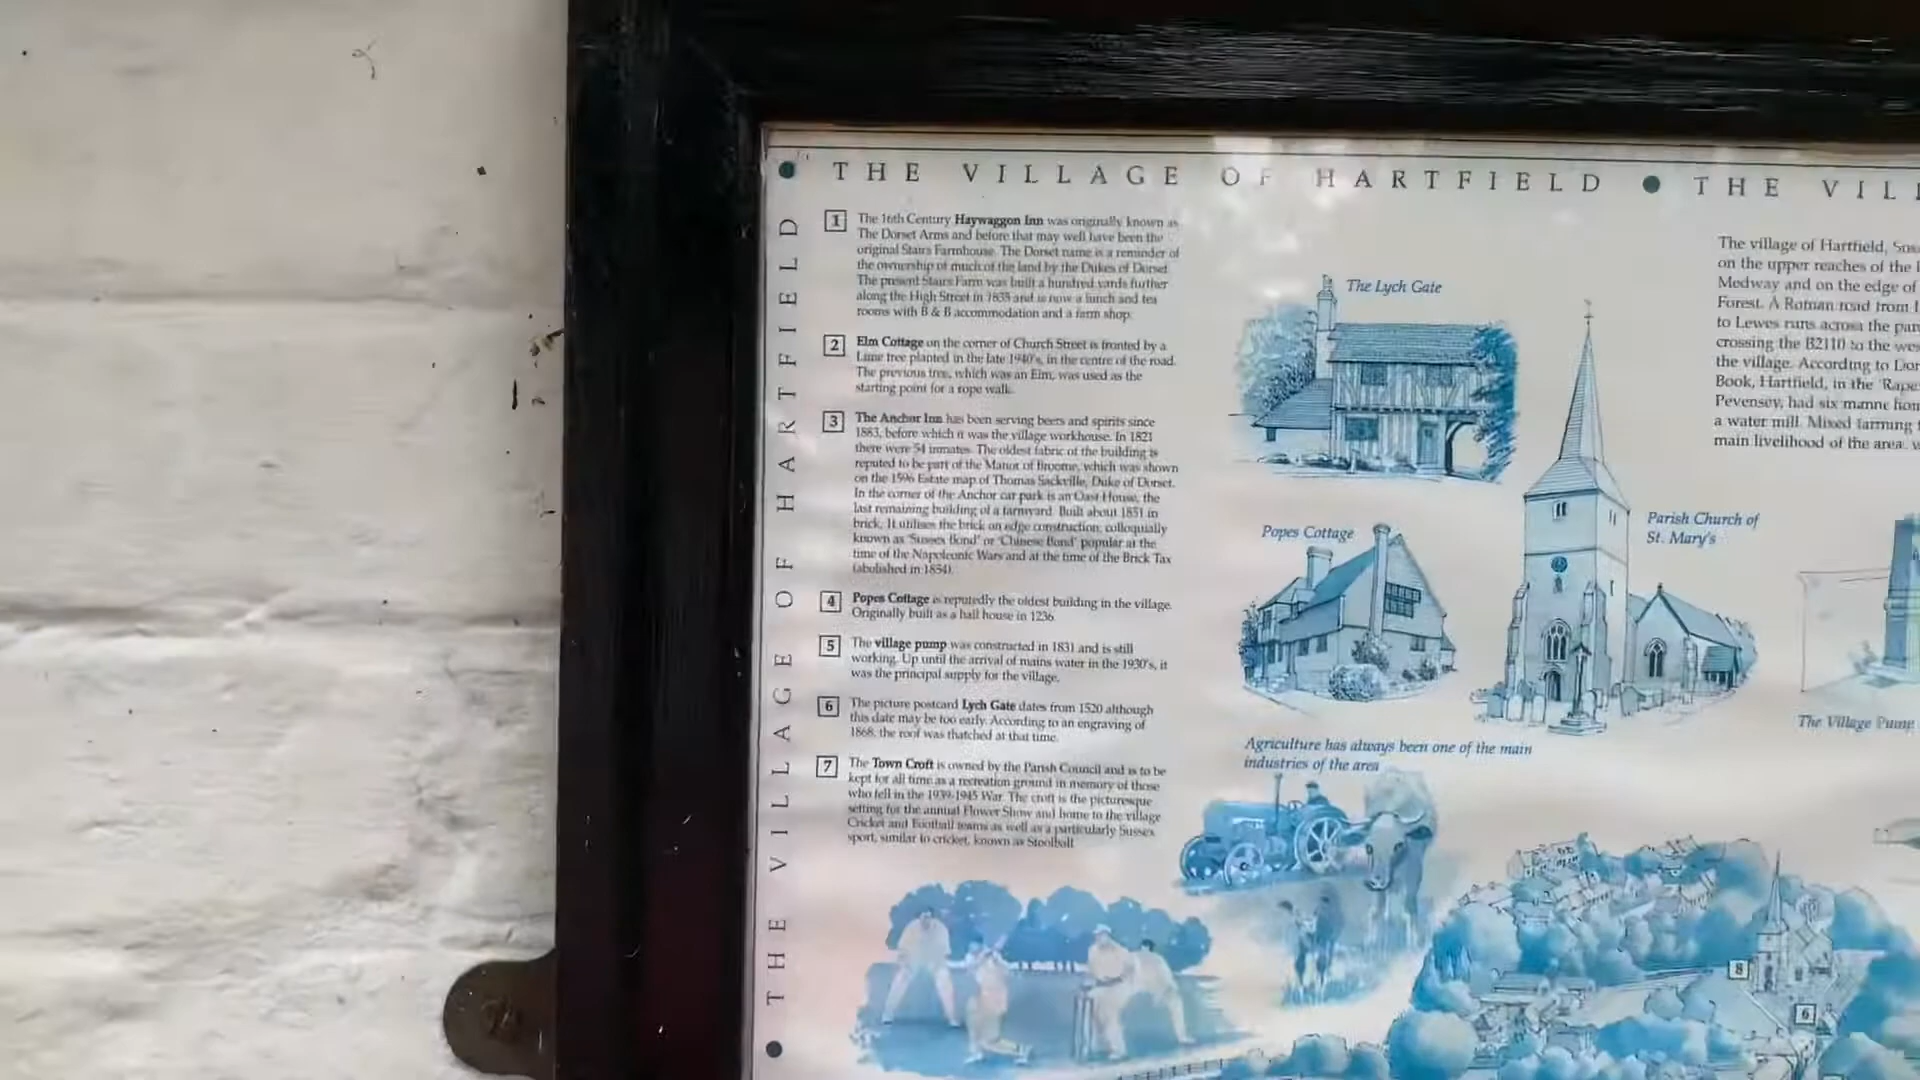 THE VILLAGE OF HARTFIELD ● THE VIL
THE VILLAGE OF HARTFIELD
1 The 16th Century Haywaggon Inn was originally known as
The Dorset Arms and before that may well have been the
original Stairs Farmhouse. The Dorset name is a reminder of
the ownership of much of the land by the Dukes of Dorset.
The present Stairs Farm was built a hundred yards further
along the High Street in and is now a lunch and tea
rooms with B & B accommodation and a farm shop.
2 Elm Cottage on the corner of Church Street is fronted by a
Lime tree planted in the late 1940's, in the centre of the road.
The previous tree, which was an Elm, was used as the
starting point for a rope walk.
3 The Anchor Inn has been serving beers and spirits since
before which it was the village workhouse. In 1821
there were 54 inmates. The oldest fabric of the building is
reputed to be part of the Manor of Broome, which was shown
on the 1596 Estate map of Thomas Sackville, Duke of Dorset.
In the corner of the Anchor car park is an Oast House, the
last remaining building of a farmyard. Built about in
brick. It utilises the brick on edge construction, colloquially
known as 'Sussex Bond' or 'Chinese Bond' popular at the
time of the Napoleonic Wars and at the time of the Brick Tax
(abolished in
4 Popes Cottage is reputedly the oldest building in the village.
Originally built as a hall house in 1236.
5 The village pump was constructed in 1831 and is still
working. Up until the arrival of mains water in the 1930's, it
was the principal supply for the village.
6 The picture postcard Lych Gate dates from 1520 although
this date may be too early. According to an engraving of
1868, the roof was thatched at that time.
7 The Town Croft is owned by the Parish Council and is to be
kept for all time as a recreation ground in memory of those
who fell in the 1939-1945 War. The croft is the picturesque
setting for the annual Flower Show and home to the village
Cricket and Football teams as well as a particularly Sussex
sport, similar to cricket, known as Stoolball.
The Lych Gate
Popes Cottage
Parish Church of
St. Mary's
The Village Pump
Agriculture has always been one of the main
industries of the area
The village of Hartfield, Suss
on the upper reaches of the
Medway and on the edge of
Forest. A Roman road from
to Lewes runs across the
crossing the B2110 to the wes
the village. According to Dom
Book, Hartfield, in the 'Rape
Pevensey, had six
a water mill. Mixed farming
main livelihood of the area. w
8
6